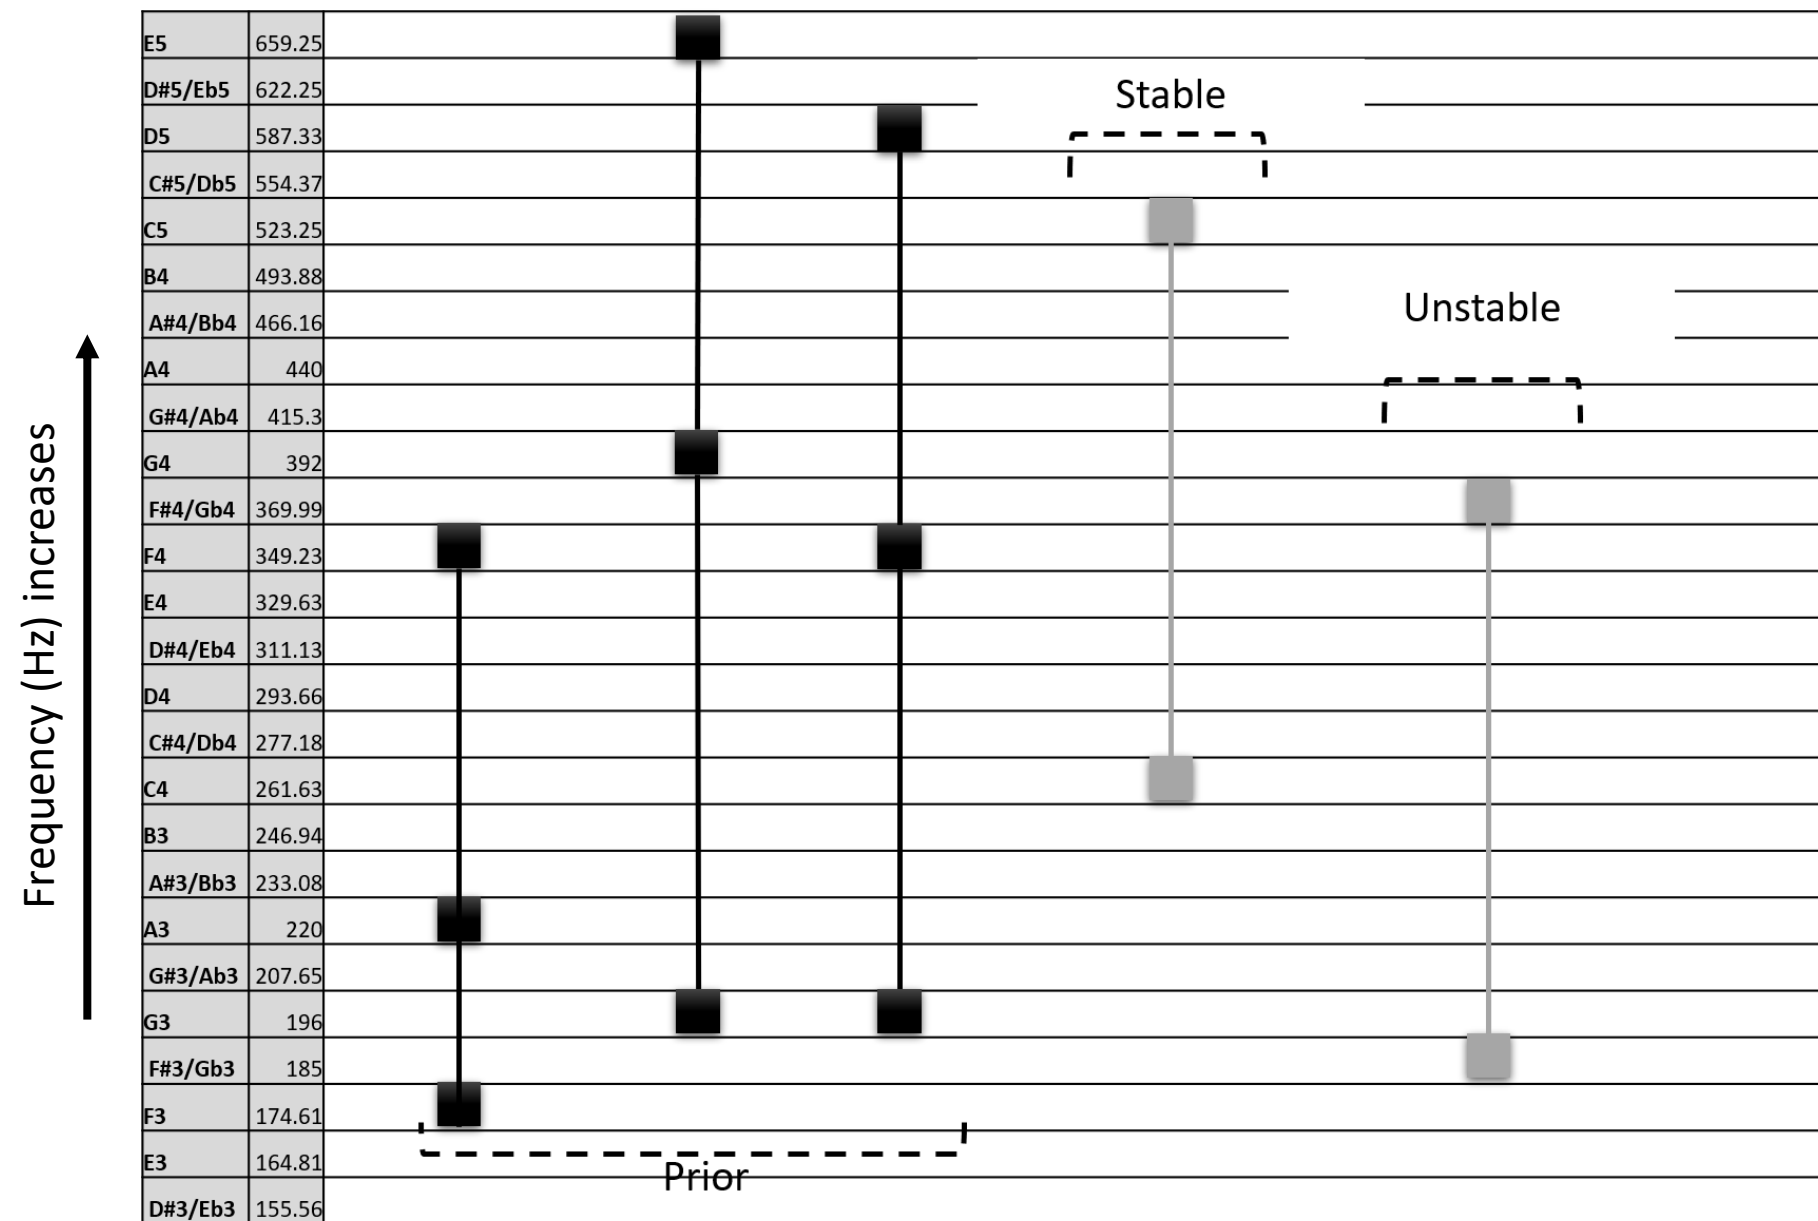 E5 659.25
D#5/Eb5 622.25
Stable
D5 587.33
C#5/Db5 554.37
C5 523.25
B4 493.88
Unstable
A#4/Bb4 466.16
A4 440
G#4/Ab4 415.3
G4 392
F#4/Gb4 369.99
F4 349.23
E4 329.63
D#4/Eb4 311.13
D4 293.66
C#4/Db4 277.18
C4 261.63
B3 246.94
A#3/Bb3 233.08
A3 220
G#3/Ab3 207.65
G3 196
F#3/Gb3 185
F3 174.61
E3 164.81
Prior
D#3/Eb3 155.56
Frequency (Hz) increases